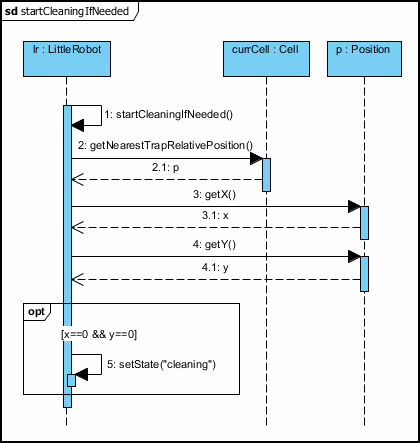 sd startCleaningIfNeeded
lr : LittleRobot
currCell : Cell
p : Position
1: startCleaningIfNeeded()
2: getNearestTrapRelativePosition()
2.1: p
3: getX()
3.1: x
4: getY()
4.1: y
opt
[x==0 && y==0]
5: setState("cleaning")